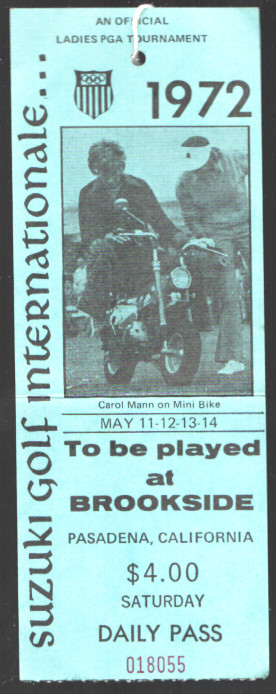 AN OFFICIAL
LADIES PGA TOURNAMENT
1972
suzuki Golf internationale...
Carol Mann on Mini Bike
MAY 11-12-13-14
To be played
at
BROOKSIDE
PASADENA, CALIFORNIA
$4.00
SATURDAY
DAILY PASS
018055